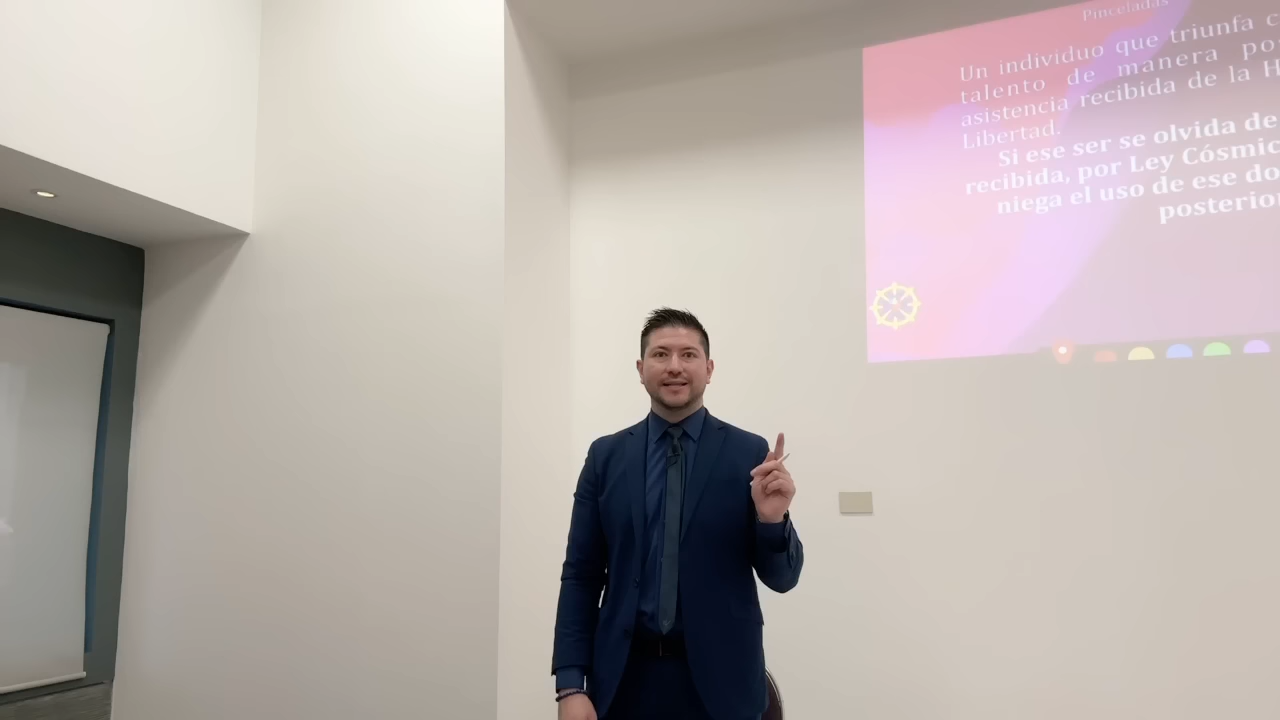 Pinceladas
Un individuo que triunfa c
talento de manera po
asistencia recibida de la H
Libertad.
Si ese ser se olvida de
recibida, por Ley Cósmic
niega el uso de ese do
posterior